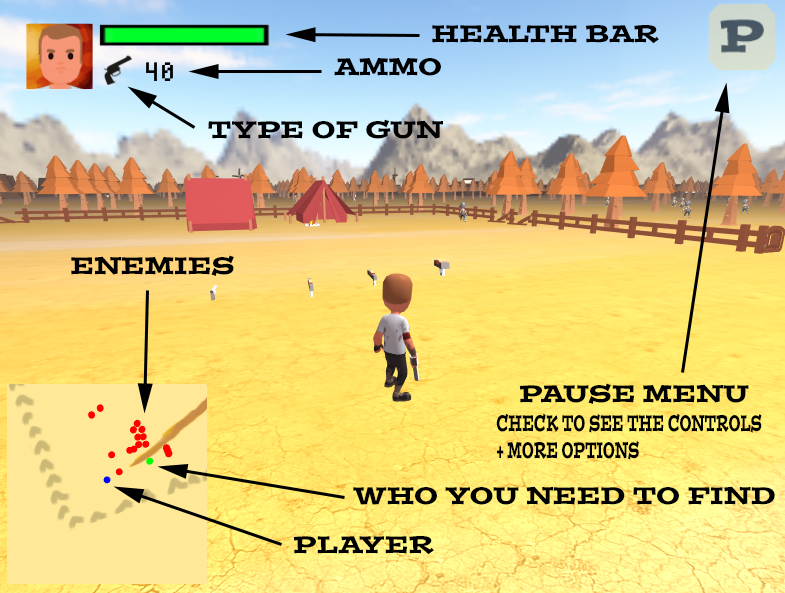 HEALTH BAR
P
40
AMMO
TYPE OF GUN
ENEMIES
PAUSE MENU
CHECK TO SEE THE CONTROLS
+ MORE OPTIONS
WHO YOU NEED TO FIND
PLAYER